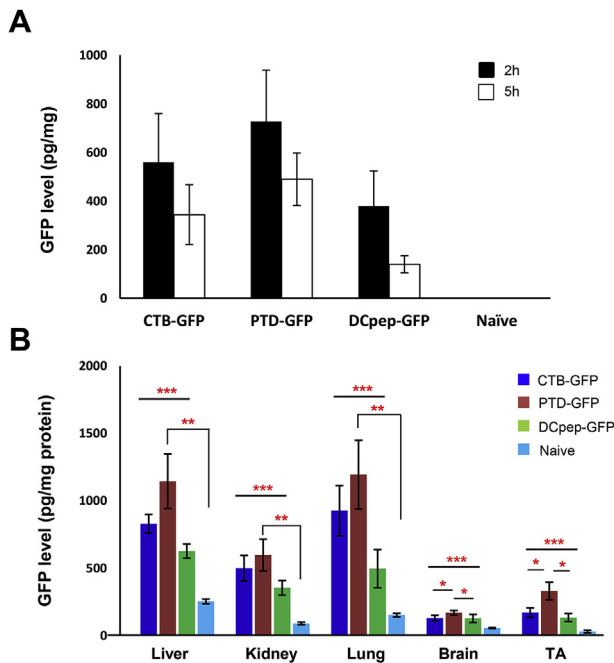 A
1000
800
600
400
200
0
GFP level (pg/mg)
2h
5h
CTB-GFP PTD-GFP DCpep-GFP Naïve
B
2000
1500
1000
500
0
GFP level (pg/mg protein)
CTB-GFP
PTD-GFP
DCpep-GFP
Naive
*** ** *** ** *** ** *** * * *** * *
Liver Kidney Lung Brain TA